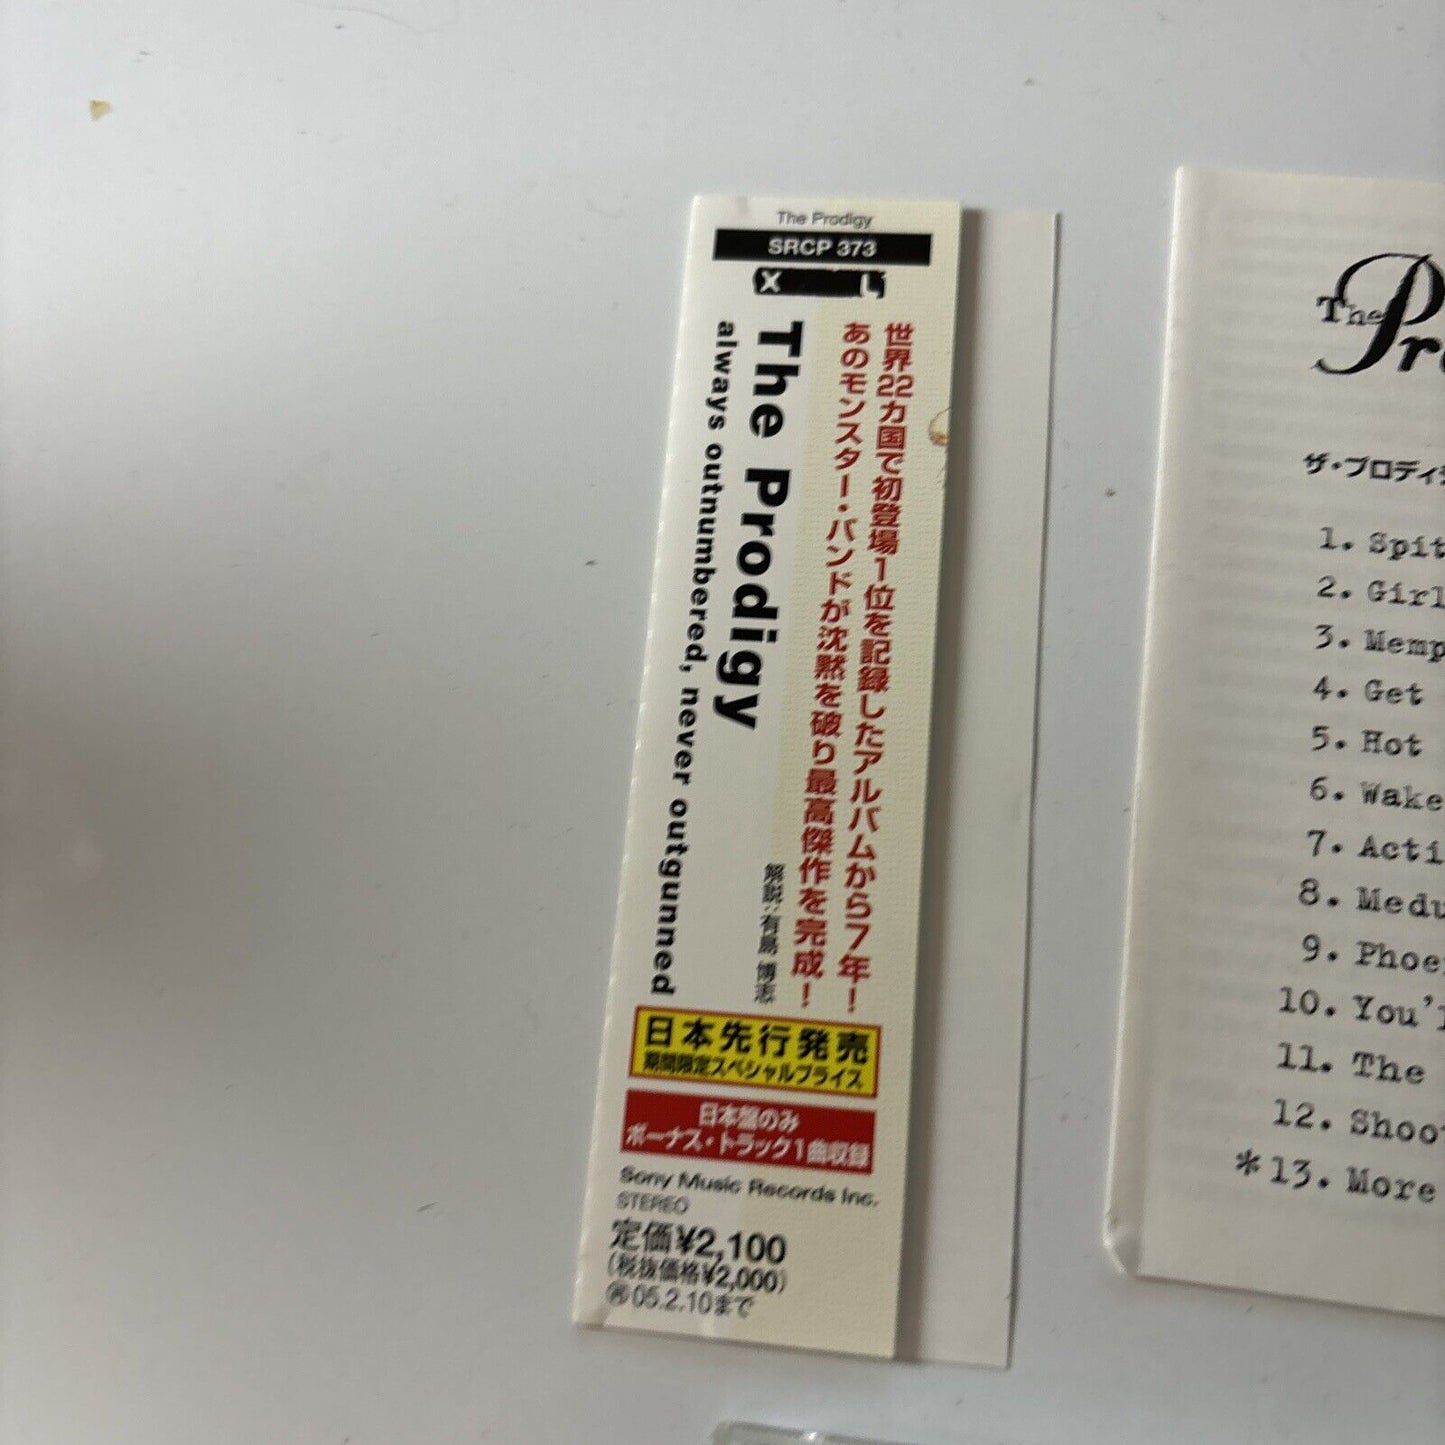 The Prodigy
SRCP 373
XL
世界22カ国で初登場1位を記録したアルバムから7年!
あのモンスター・バンドが沈黙を破り最高傑作を完成!
The Prodigy
always outnumbered, never outgunned
解説:有島 博志
日本先行発売
期間限定スペシャルプライス
日本盤のみ
ボーナス・トラック1曲収録
Sony Music Records Inc.
STEREO
定価¥2,100
(税抜価格¥2,000)
㋐05.2.10まで
The Pr
ザ・プロディ
1. Spit
2. Girl
3. Memp
4. Get
5. Hot
6. Wake
7. Acti
8. Medu
9. Phoe
10. You'
11. The
12. Shoo
*13. More